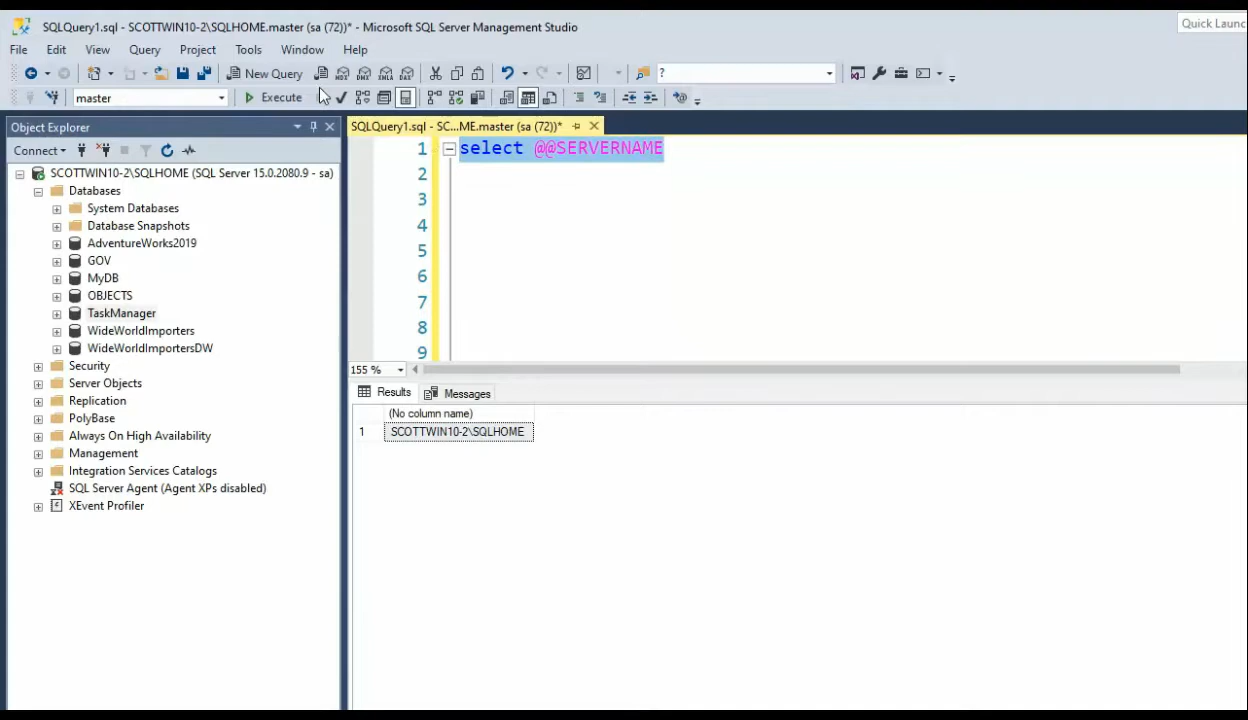 SQLQuery1.sql - SCOTTWIN10-2\SQLHOME.master (sa (72))* - Microsoft SQL Server Management Studio
Quick Launc
File Edit View Query Project Tools Window Help
New Query
MDX DMX XMLA DAX
?
master
Execute
Object Explorer
SQLQuery1.sql - SC...ME.master (sa (72))*
Connect
SCOTTWIN10-2\SQLHOME (SQL Server 15.0.2080.9 - sa)
Databases
System Databases
Database Snapshots
AdventureWorks2019
GOV
MyDB
OBJECTS
TaskManager
WideWorldImporters
WideWorldImportersDW
Security
Server Objects
Replication
PolyBase
Always On High Availability
Management
Integration Services Catalogs
SQL Server Agent (Agent XPs disabled)
XEvent Profiler
1 select @@SERVERNAME
2
3
4
5
6
7
8
9
155 %
Results Messages
(No column name)
1 SCOTTWIN10-2\SQLHOME